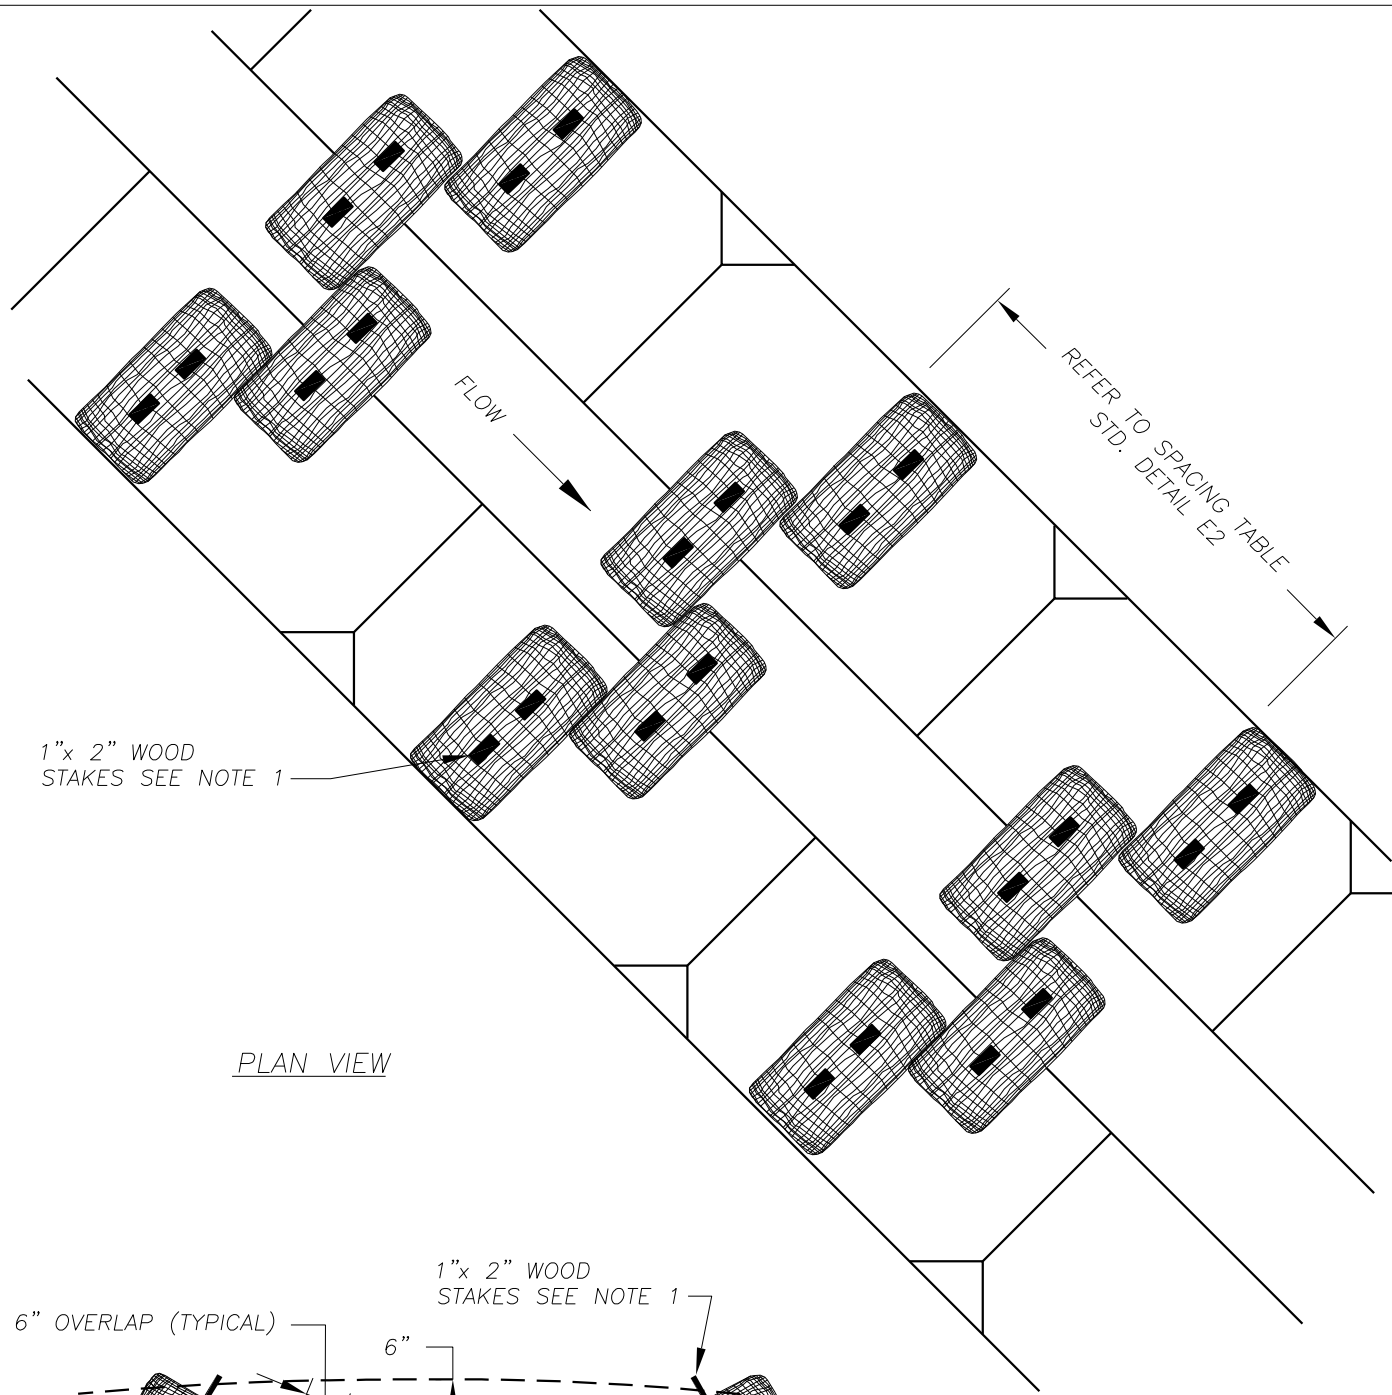 FLOW
REFER TO SPACING TABLE
STD. DETAIL E2
1”x 2” WOOD
STAKES SEE NOTE 1
PLAN VIEW
1”x 2” WOOD
STAKES SEE NOTE 1
6” OVERLAP (TYPICAL)
6”